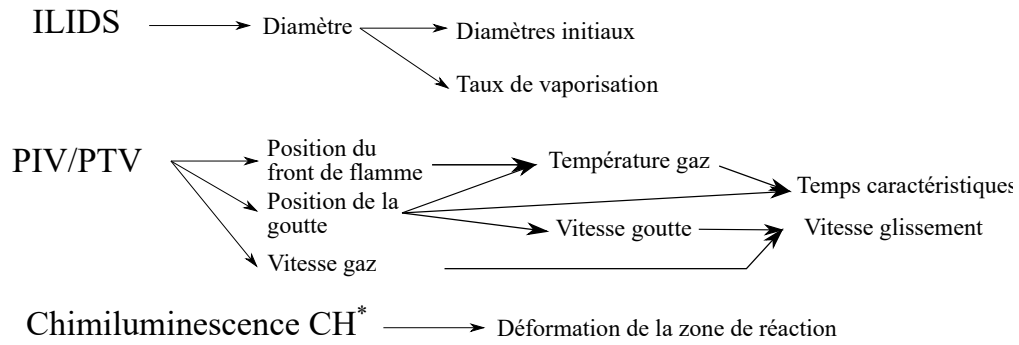 ILIDS
Diamètre
Diamètres initiaux
Taux de vaporisation
PIV/PTV
Position du
front de flamme
Position de la
goutte
Vitesse gaz
Température gaz
Vitesse goutte
Temps caractéristiques
Vitesse glissement
Chimiluminescence CH*
Déformation de la zone de réaction